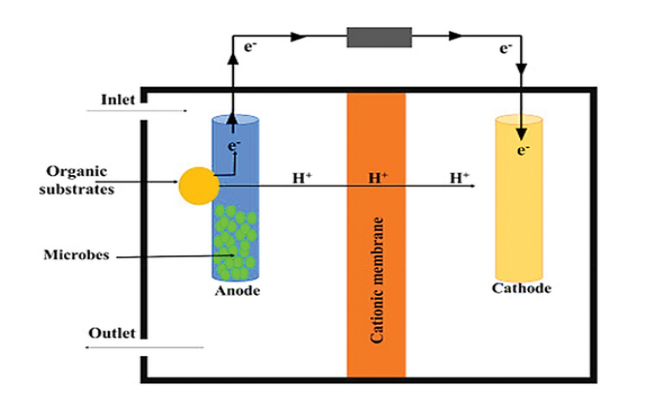 e-
e-
Inlet
e-
e-
Organic
substrates
H+
H+
H+
Microbes
Cationic membrane
Anode
Cathode
Outlet